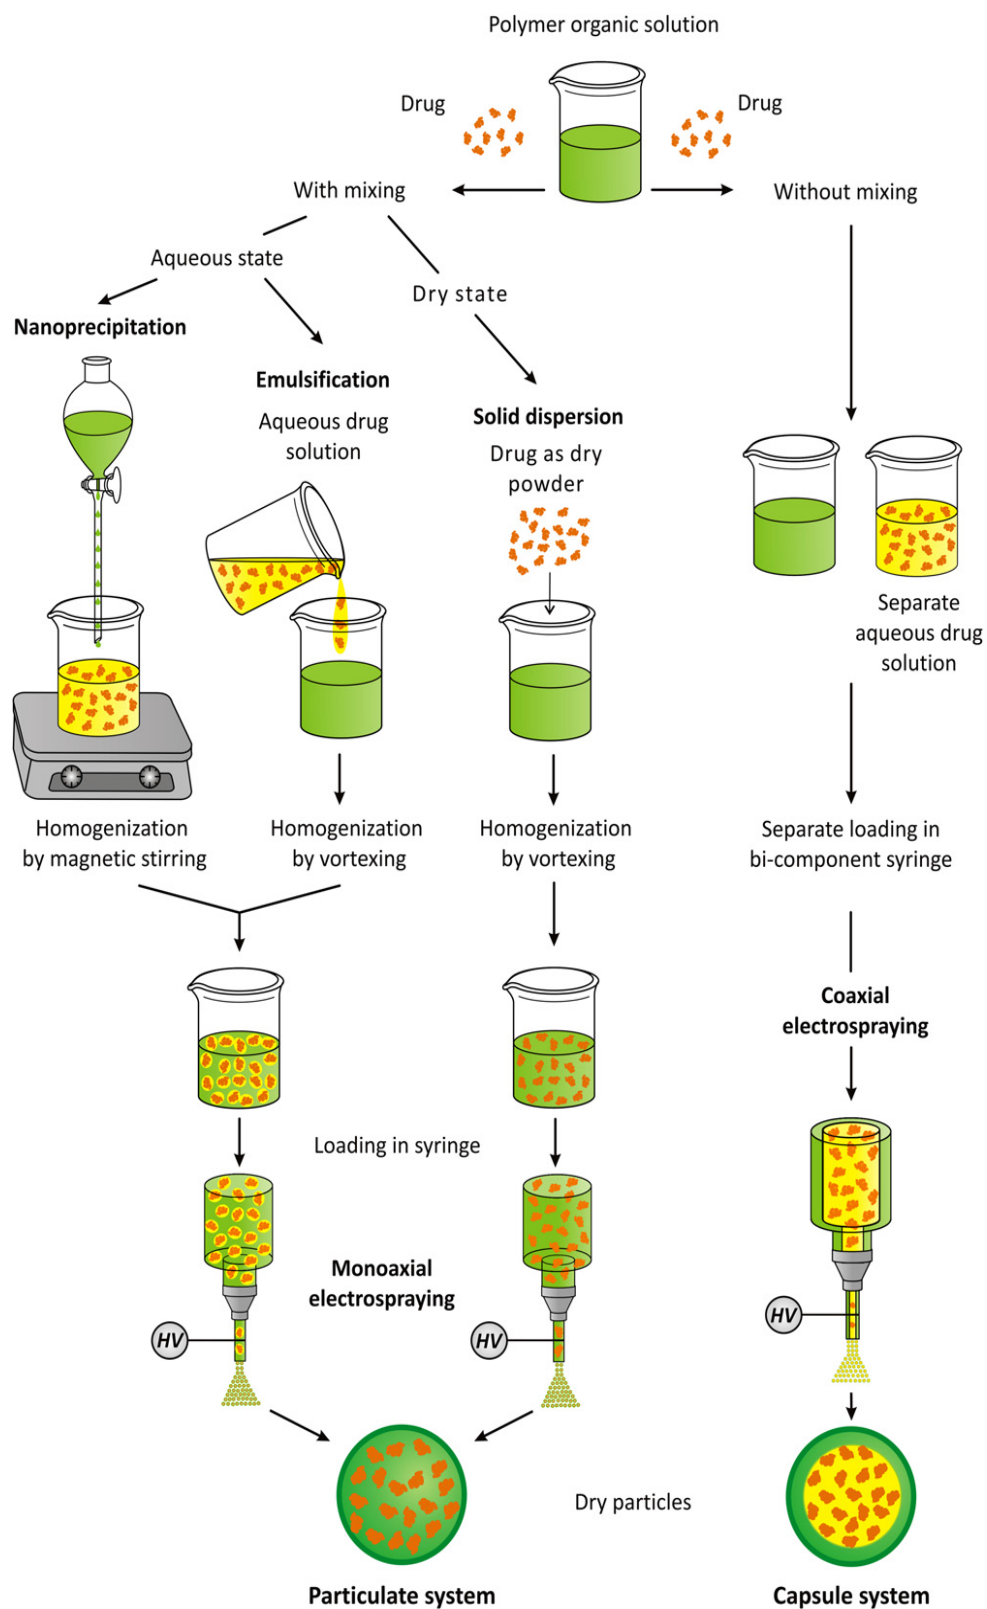 Polymer organic solution
Drug
Drug
With mixing
Without mixing
Aqueous state
Dry state
Nanoprecipitation
Emulsification
Aqueous drug
solution
Solid dispersion
Drug as dry
powder
Separate
aqueous drug
solution
Homogenization
by magnetic stirring
Homogenization
by vortexing
Homogenization
by vortexing
Separate loading in
bi-component syringe
Coaxial
electrospraying
Loading in syringe
Monoaxial
electrospraying
HV
HV
HV
Dry particles
Particulate system
Capsule system